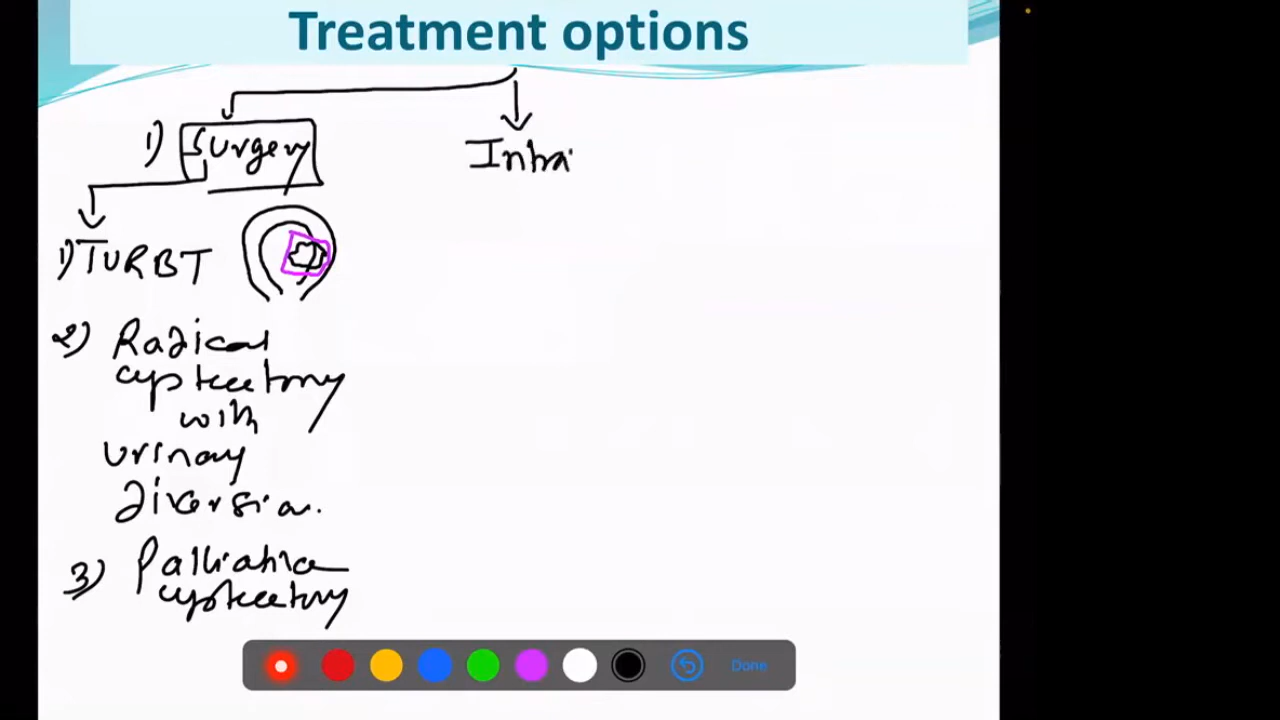 Treatment options
1) Surgery
Intra
1) TURBT
2) Radical
cystectomy
with
urinary
diversion.
3) Palliative
cystectomy
Done